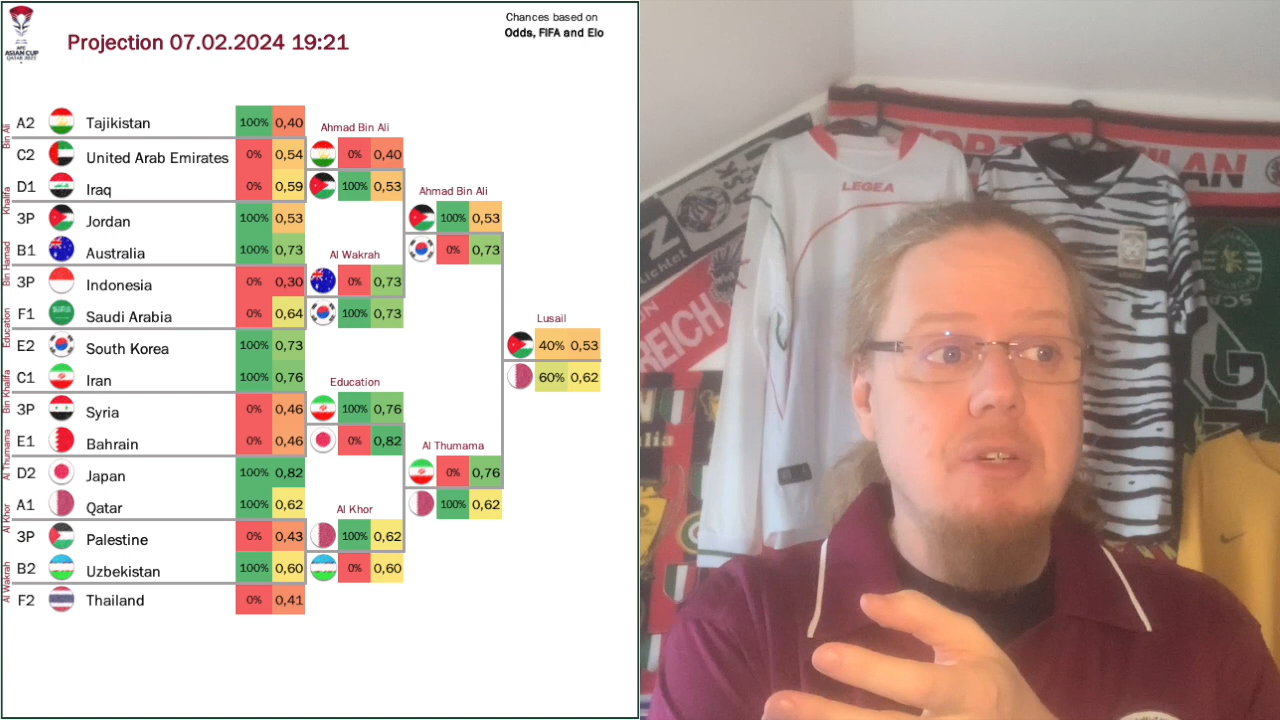 AFC
ASIAN CUP
QATAR 2023
Projection 07.02.2024 19:21
Chances based on
Odds, FIFA and Elo
Bin Ali
Khalifa
Bin Hamad
Education
Bin Khalifa
Al Thumama
Al Khor
Al Wakrah
A2 Tajikistan 100% 0,40
C2 United Arab Emirates 0% 0,54
D1 Iraq 0% 0,59
3P Jordan 100% 0,53
B1 Australia 100% 0,73
3P Indonesia 0% 0,30
F1 Saudi Arabia 0% 0,64
E2 South Korea 100% 0,73
C1 Iran 100% 0,76
3P Syria 0% 0,46
E1 Bahrain 0% 0,46
D2 Japan 100% 0,82
A1 Qatar 100% 0,62
3P Palestine 0% 0,43
B2 Uzbekistan 100% 0,60
F2 Thailand 0% 0,41
Ahmad Bin Ali
0% 0,40
100% 0,53
Al Wakrah
0% 0,73
100% 0,73
Education
100% 0,76
0% 0,82
Al Khor
100% 0,62
0% 0,60
Ahmad Bin Ali
100% 0,53
0% 0,73
Al Thumama
0% 0,76
100% 0,62
Lusail
40% 0,53
60% 0,62
LEGEA